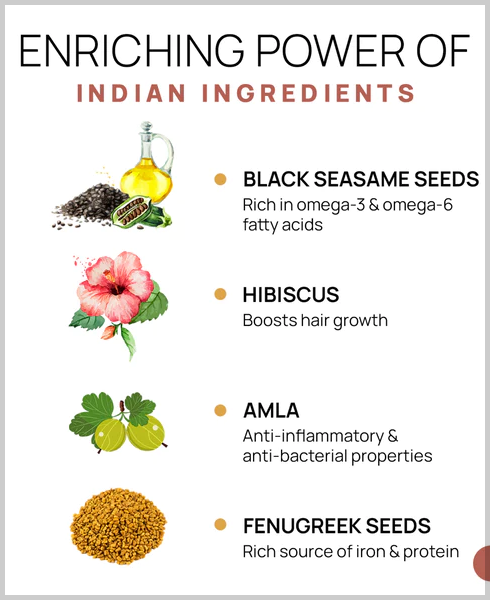 ENRICHING POWER OF
INDIAN INGREDIENTS
BLACK SEASAME SEEDS
Rich in omega-3 & omega-6
fatty acids
HIBISCUS
Boosts hair growth
AMLA
Anti-inflammatory &
anti-bacterial properties
FENUGREEK SEEDS
Rich source of iron & protein